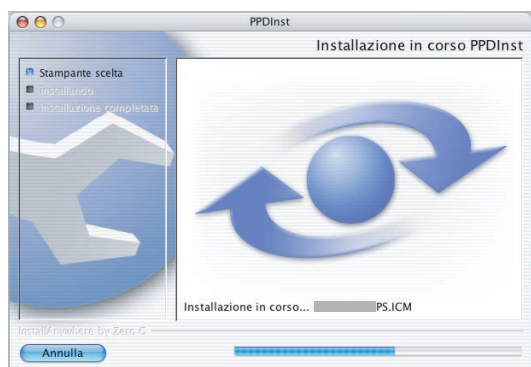 PPDInst
Installazione in corso PPDInst
Stampante scelta
Installando
Installazione completata
Installazione in corso... PS.ICM
InstallAnywhere by Zero G
Annulla